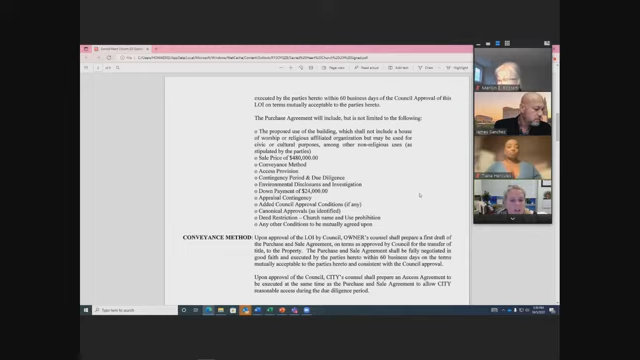 executed by the parties hereto within 60 business days of the Council Approval of this
LOI on terms mutually acceptable to the parties hereto.
The Purchase Agreement will include, but is not limited to the following:
o The proposed use of the building, which shall not include a house
of worship or religious affiliated organization but may be used for
civic or cultural purposes, among other non-religious uses (as
stipulated by the parties)
o Sale Price of $480,000.00
o Conveyance Method
o Access Provision
o Contingency Period & Due Diligence
o Environmental Disclosures and Investigation
o Down Payment of $24,000.00
o Appraisal Contingency
o Added Council Approval Conditions (if any)
o Canonical Approvals (as identified)
o Deed Restriction - Church name and Use prohibition
o Any other Conditions to be mutually agreed upon
CONVEYANCE METHOD: Upon approval of the LOI by Council, OWNER's counsel shall prepare a first draft of
the Purchase and Sale Agreement, on terms as approved by Council for the transfer of
title, to the Property. The Purchase and Sale Agreement shall be fully negotiated in
good faith and executed by the parties hereto within 60 business days on the terms
mutually acceptable to the parties hereto and consistent with the Council approval.
Upon approval of the Council, CITY's counsel shall prepare an Access Agreement to
be executed at the same time as the Purchase and Sale Agreement to allow CITY
reasonable access during the due diligence period.
Page view
Read aloud
Add text
Draw
Highlight
James Sanchez
Type here to search